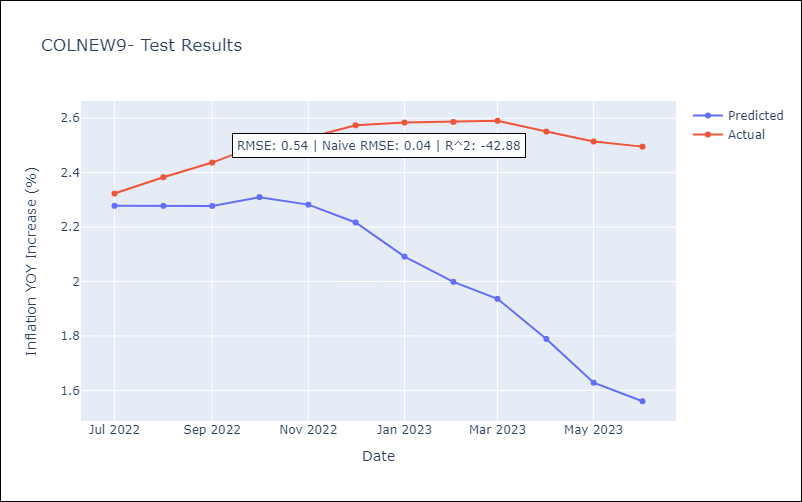 COLNEW9- Test Results
Predicted
Actual
RMSE: 0.54 | Naive RMSE: 0.04 | R^2: -42.88
Inflation YOY Increase (%)
2.6
2.4
2.2
2
1.8
1.6
Jul 2022 Sep 2022 Nov 2022 Jan 2023 Mar 2023 May 2023
Date